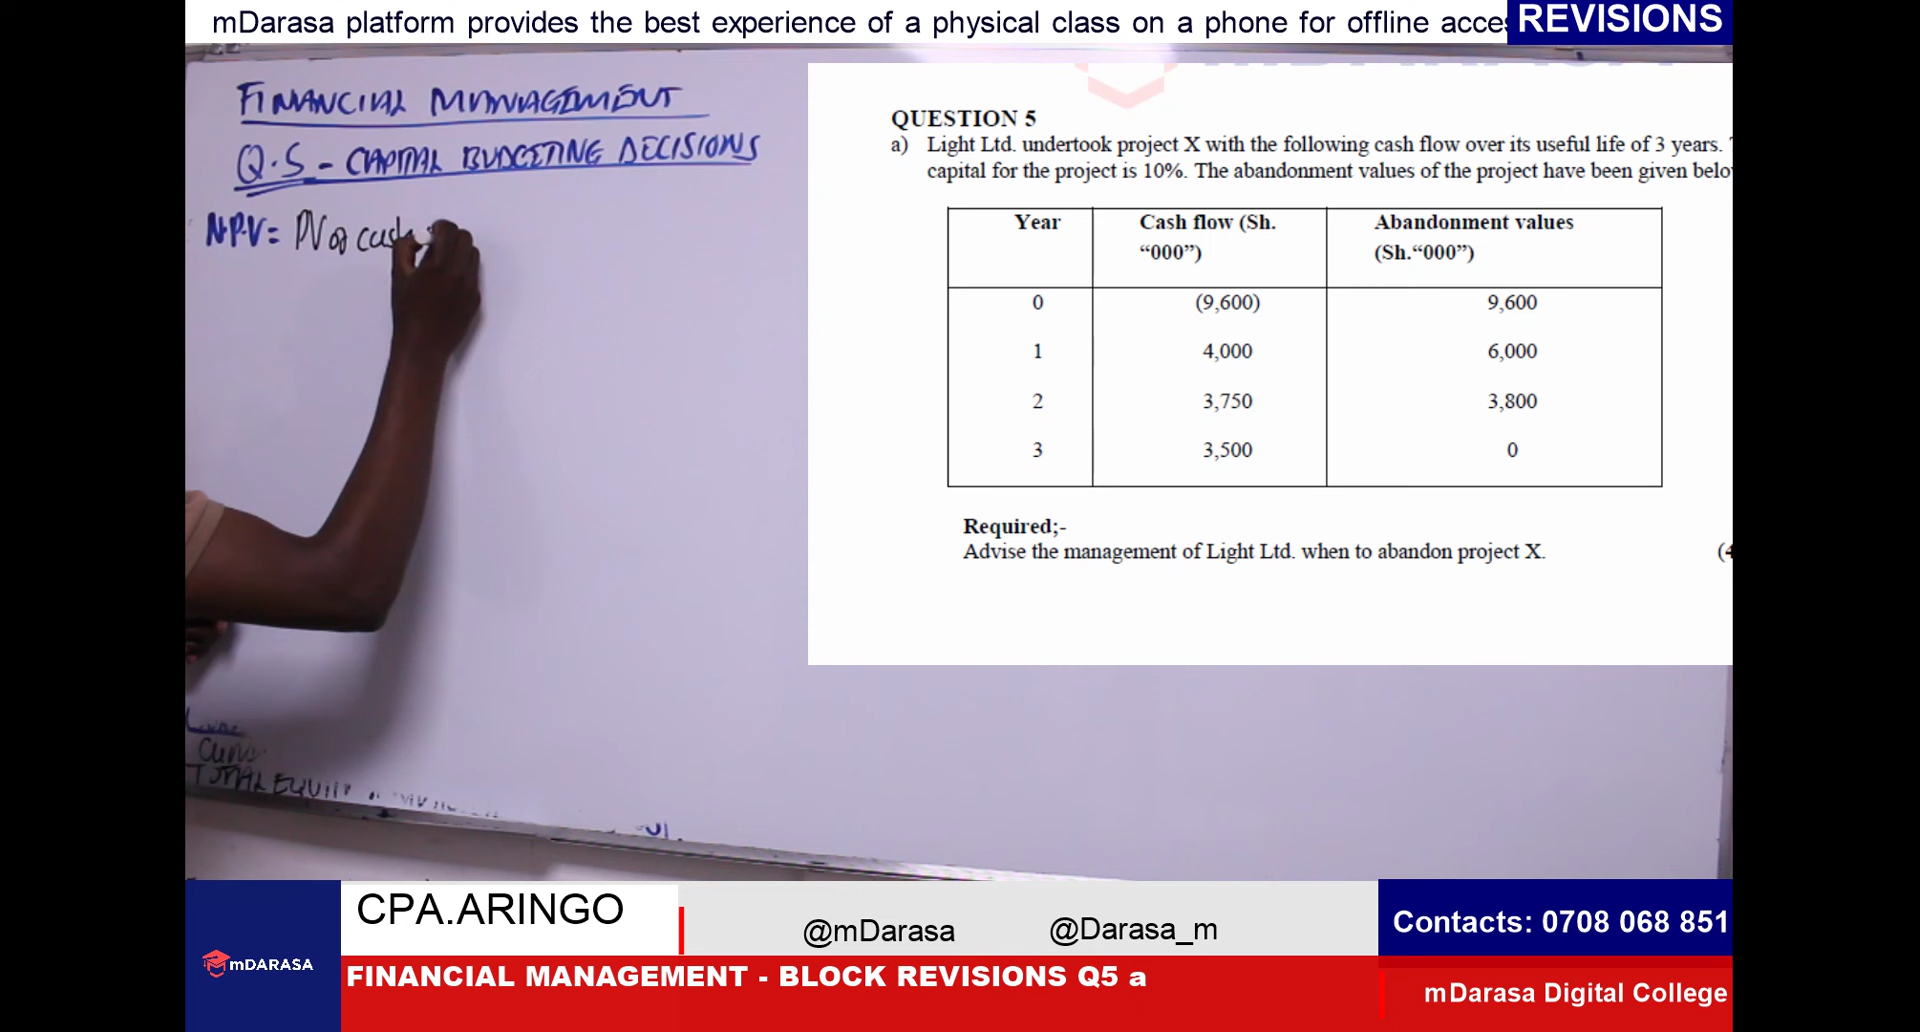 mDarasa platform provides the best experience of a physical class on a phone for offline acce
REVISIONS
FINANCIAL MANAGEMENT
Q.5 - CAPITAL BUDGETING DECISIONS
N.P.V = PV of cash
QUESTION 5
a) Light Ltd. undertook project X with the following cash flow over its useful life of 3 years.
capital for the project is 10%. The abandonment values of the project have been given belo
Year Cash flow (Sh. “000”) Abandonment values (Sh.“000”)
0 (9,600) 9,600
1 4,000 6,000
2 3,750 3,800
3 3,500 0
Required;-
Advise the management of Light Ltd. when to abandon project X. (4
TOTAL EQUITY
CPA.ARINGO
@mDarasa @Darasa_m
Contacts: 0708 068 851
mDARASA
FINANCIAL MANAGEMENT - BLOCK REVISIONS Q5 a
mDarasa Digital College